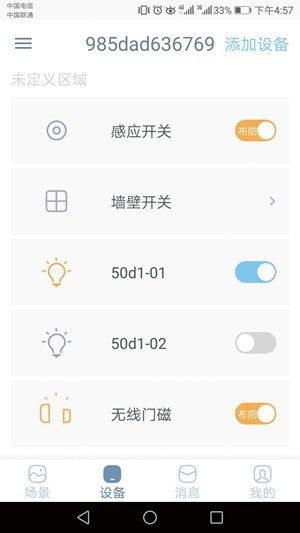 中国电信
中国联通
33% 下午4:57
985dad636769 添加设备
未定义区域
感应开关 布防
墙壁开关
50d1-01
50d1-02
无线门磁 布防
场景 设备 消息 我的